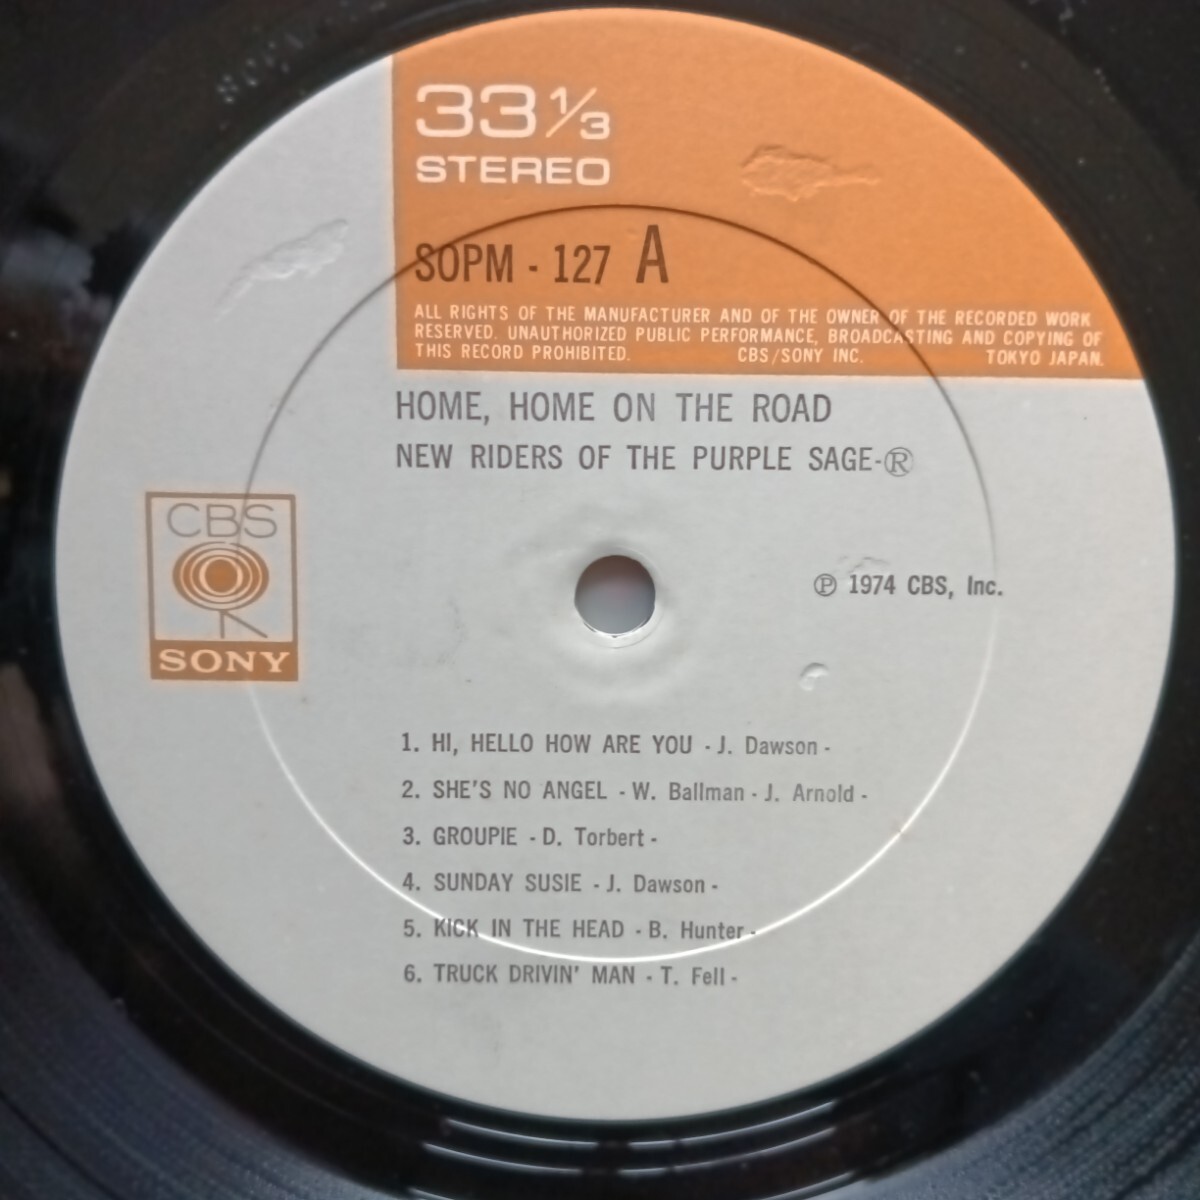 33 1/3
STEREO
SOPM - 127 A
ALL RIGHTS OF THE MANUFACTURER AND OF THE OWNER OF THE RECORDED WORK
RESERVED. UNAUTHORIZED PUBLIC PERFORMANCE, BROADCASTING AND COPYING OF
THIS RECORD PROHIBITED. CBS/SONY INC. TOKYO JAPAN.
HOME, HOME ON THE ROAD
NEW RIDERS OF THE PURPLE SAGE-®
CBS
SONY
℗ 1974 CBS, Inc.
1. HI, HELLO HOW ARE YOU - J. Dawson -
2. SHE'S NO ANGEL - W. Ballman - J. Arnold -
3. GROUPIE - D. Torbert -
4. SUNDAY SUSIE - J. Dawson -
5. KICK IN THE HEAD - B. Hunter -
6. TRUCK DRIVIN' MAN - T. Fell -